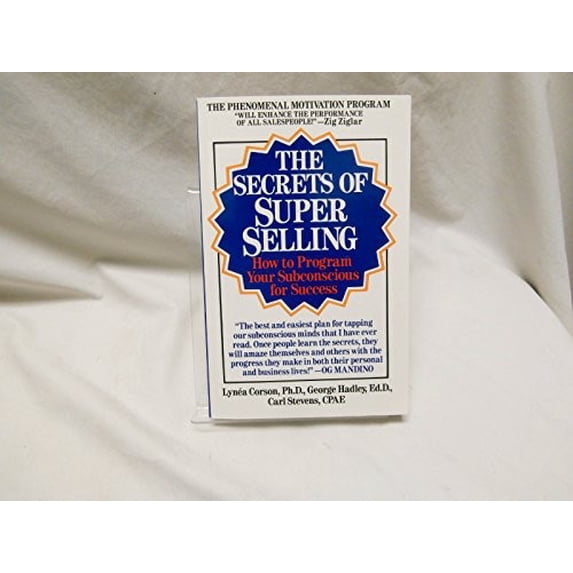 THE PHENOMENAL MOTIVATION PROGRAM
"WILL ENHANCE THE PERFORMANCE
OF ALL SALESPEOPLE!"—Zig Ziglar
THE
SECRETS OF
SUPER
SELLING
How to Program
Your Subconscious
for Success
"The best and easiest plan for tapping
our subconscious minds that I have ever
read. Once people learn the secrets, they
will amaze themselves and others with the
progress they make in both their personal
and business lives!"—OG MANDINO
Lynéa Corson, Ph.D., George Hadley, Ed.D.,
Carl Stevens, CPAE